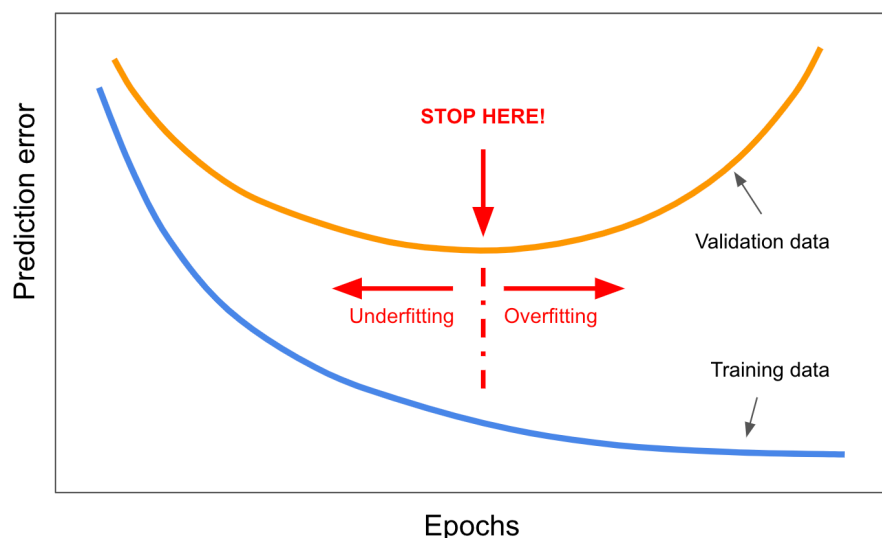 Prediction error
STOP HERE!
Validation data
Underfitting
Overfitting
Training data
Epochs